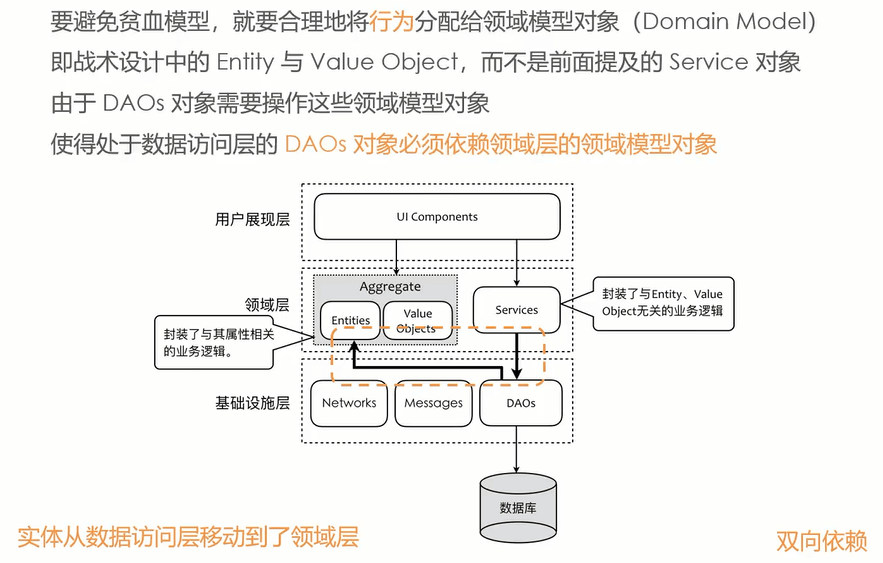 要避免贫血模型，就要合理地将行为分配给领域模型对象（Domain Model）
即战术设计中的 Entity 与 Value Object，而不是前面提及的 Service 对象
由于 DAOs 对象需要操作这些领域模型对象
使得处于数据访问层的 DAOs 对象必须依赖领域层的领域模型对象
用户展现层
UI Components
领域层
Aggregate
Entities
Value
Objects
Services
封装了与Entity、Value
Object无关的业务逻辑
封装了与其属性相关
的业务逻辑。
基础设施层
Networks
Messages
DAOs
数据库
实体从数据访问层移动到了领域层
双向依赖